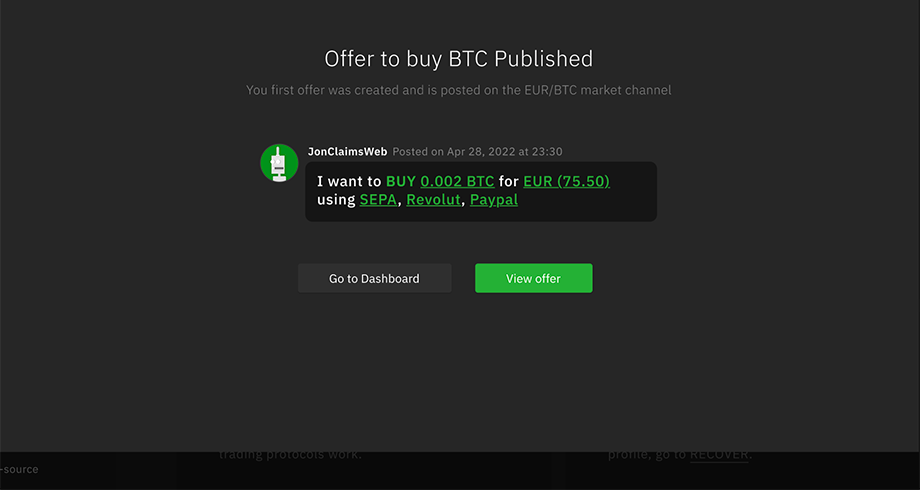 Offer to buy BTC Published
You first offer was created and is posted on the EUR/BTC market channel
JonClaimsWeb Posted on Apr 28, 2022 at 23:30
I want to BUY 0.002 BTC for EUR (75.50)
using SEPA, Revolut, Paypal
Go to Dashboard View offer
trading protocols work. profile, go to RECOVER.
-source